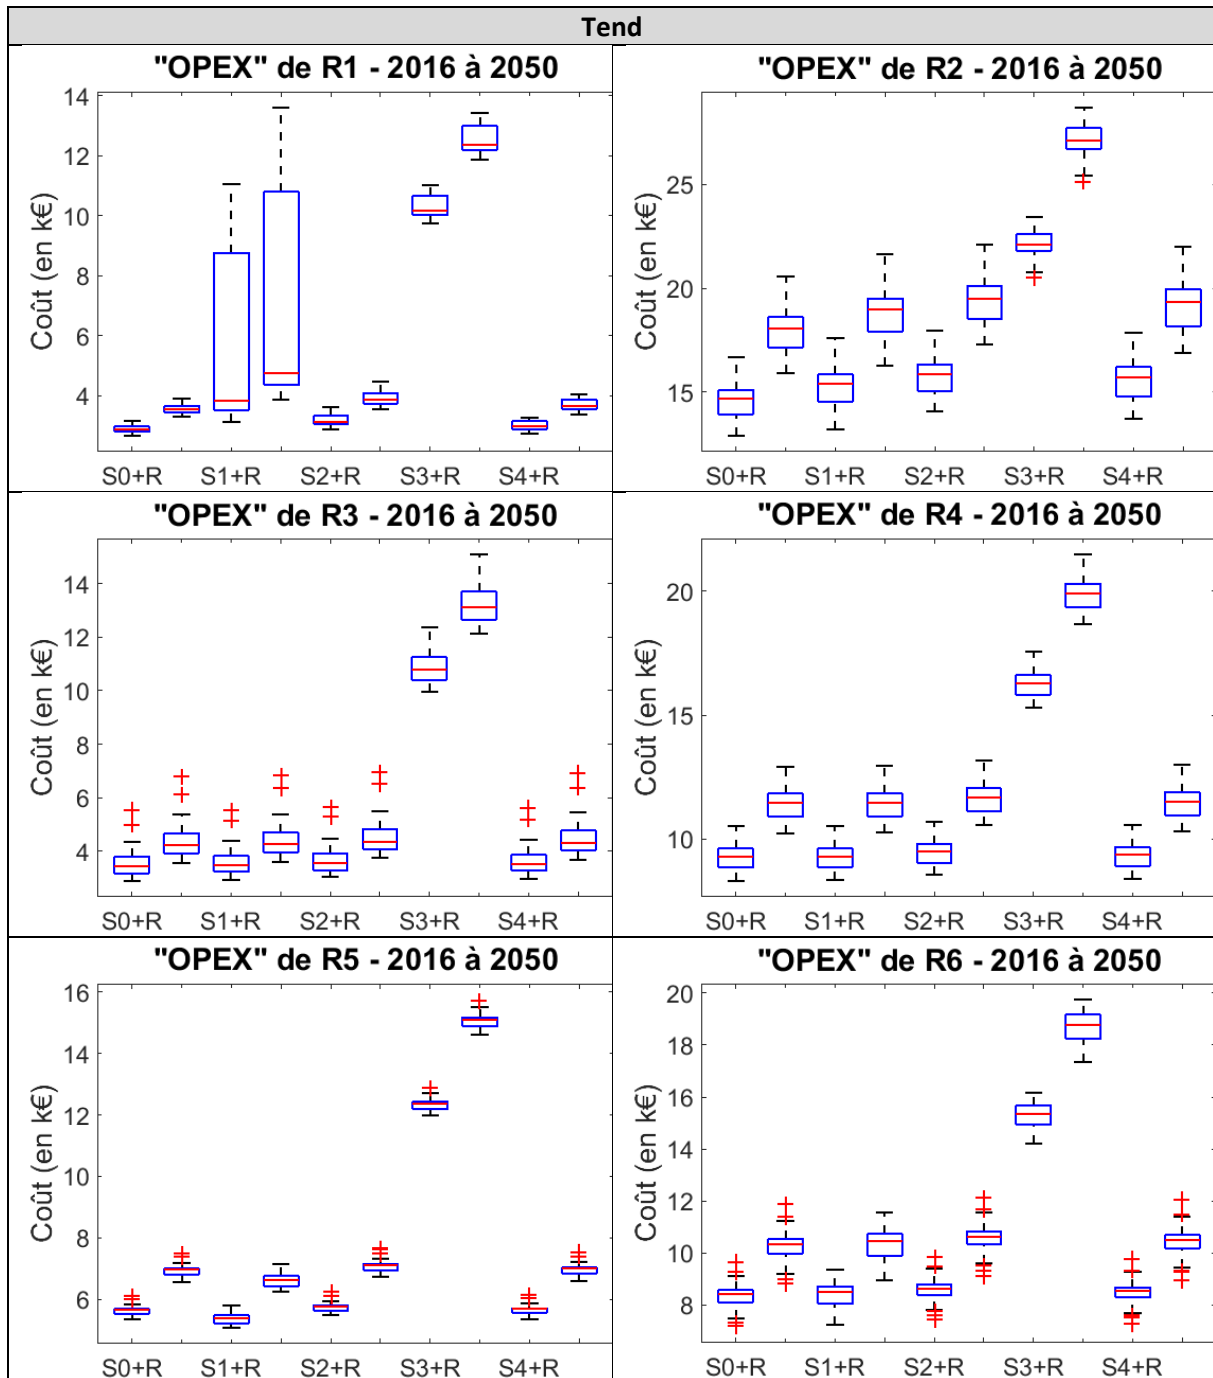 Tend
"OPEX" de R1 - 2016 à 2050
Coût (en k€)
14
12
10
8
6
4
S0+R S1+R S2+R S3+R S4+R
"OPEX" de R2 - 2016 à 2050
Coût (en k€)
25
20
15
S0+R S1+R S2+R S3+R S4+R
"OPEX" de R3 - 2016 à 2050
Coût (en k€)
14
12
10
8
6
4
S0+R S1+R S2+R S3+R S4+R
"OPEX" de R4 - 2016 à 2050
Coût (en k€)
20
15
10
S0+R S1+R S2+R S3+R S4+R
"OPEX" de R5 - 2016 à 2050
Coût (en k€)
16
14
12
10
8
6
S0+R S1+R S2+R S3+R S4+R
"OPEX" de R6 - 2016 à 2050
Coût (en k€)
20
18
16
14
12
10
8
S0+R S1+R S2+R S3+R S4+R